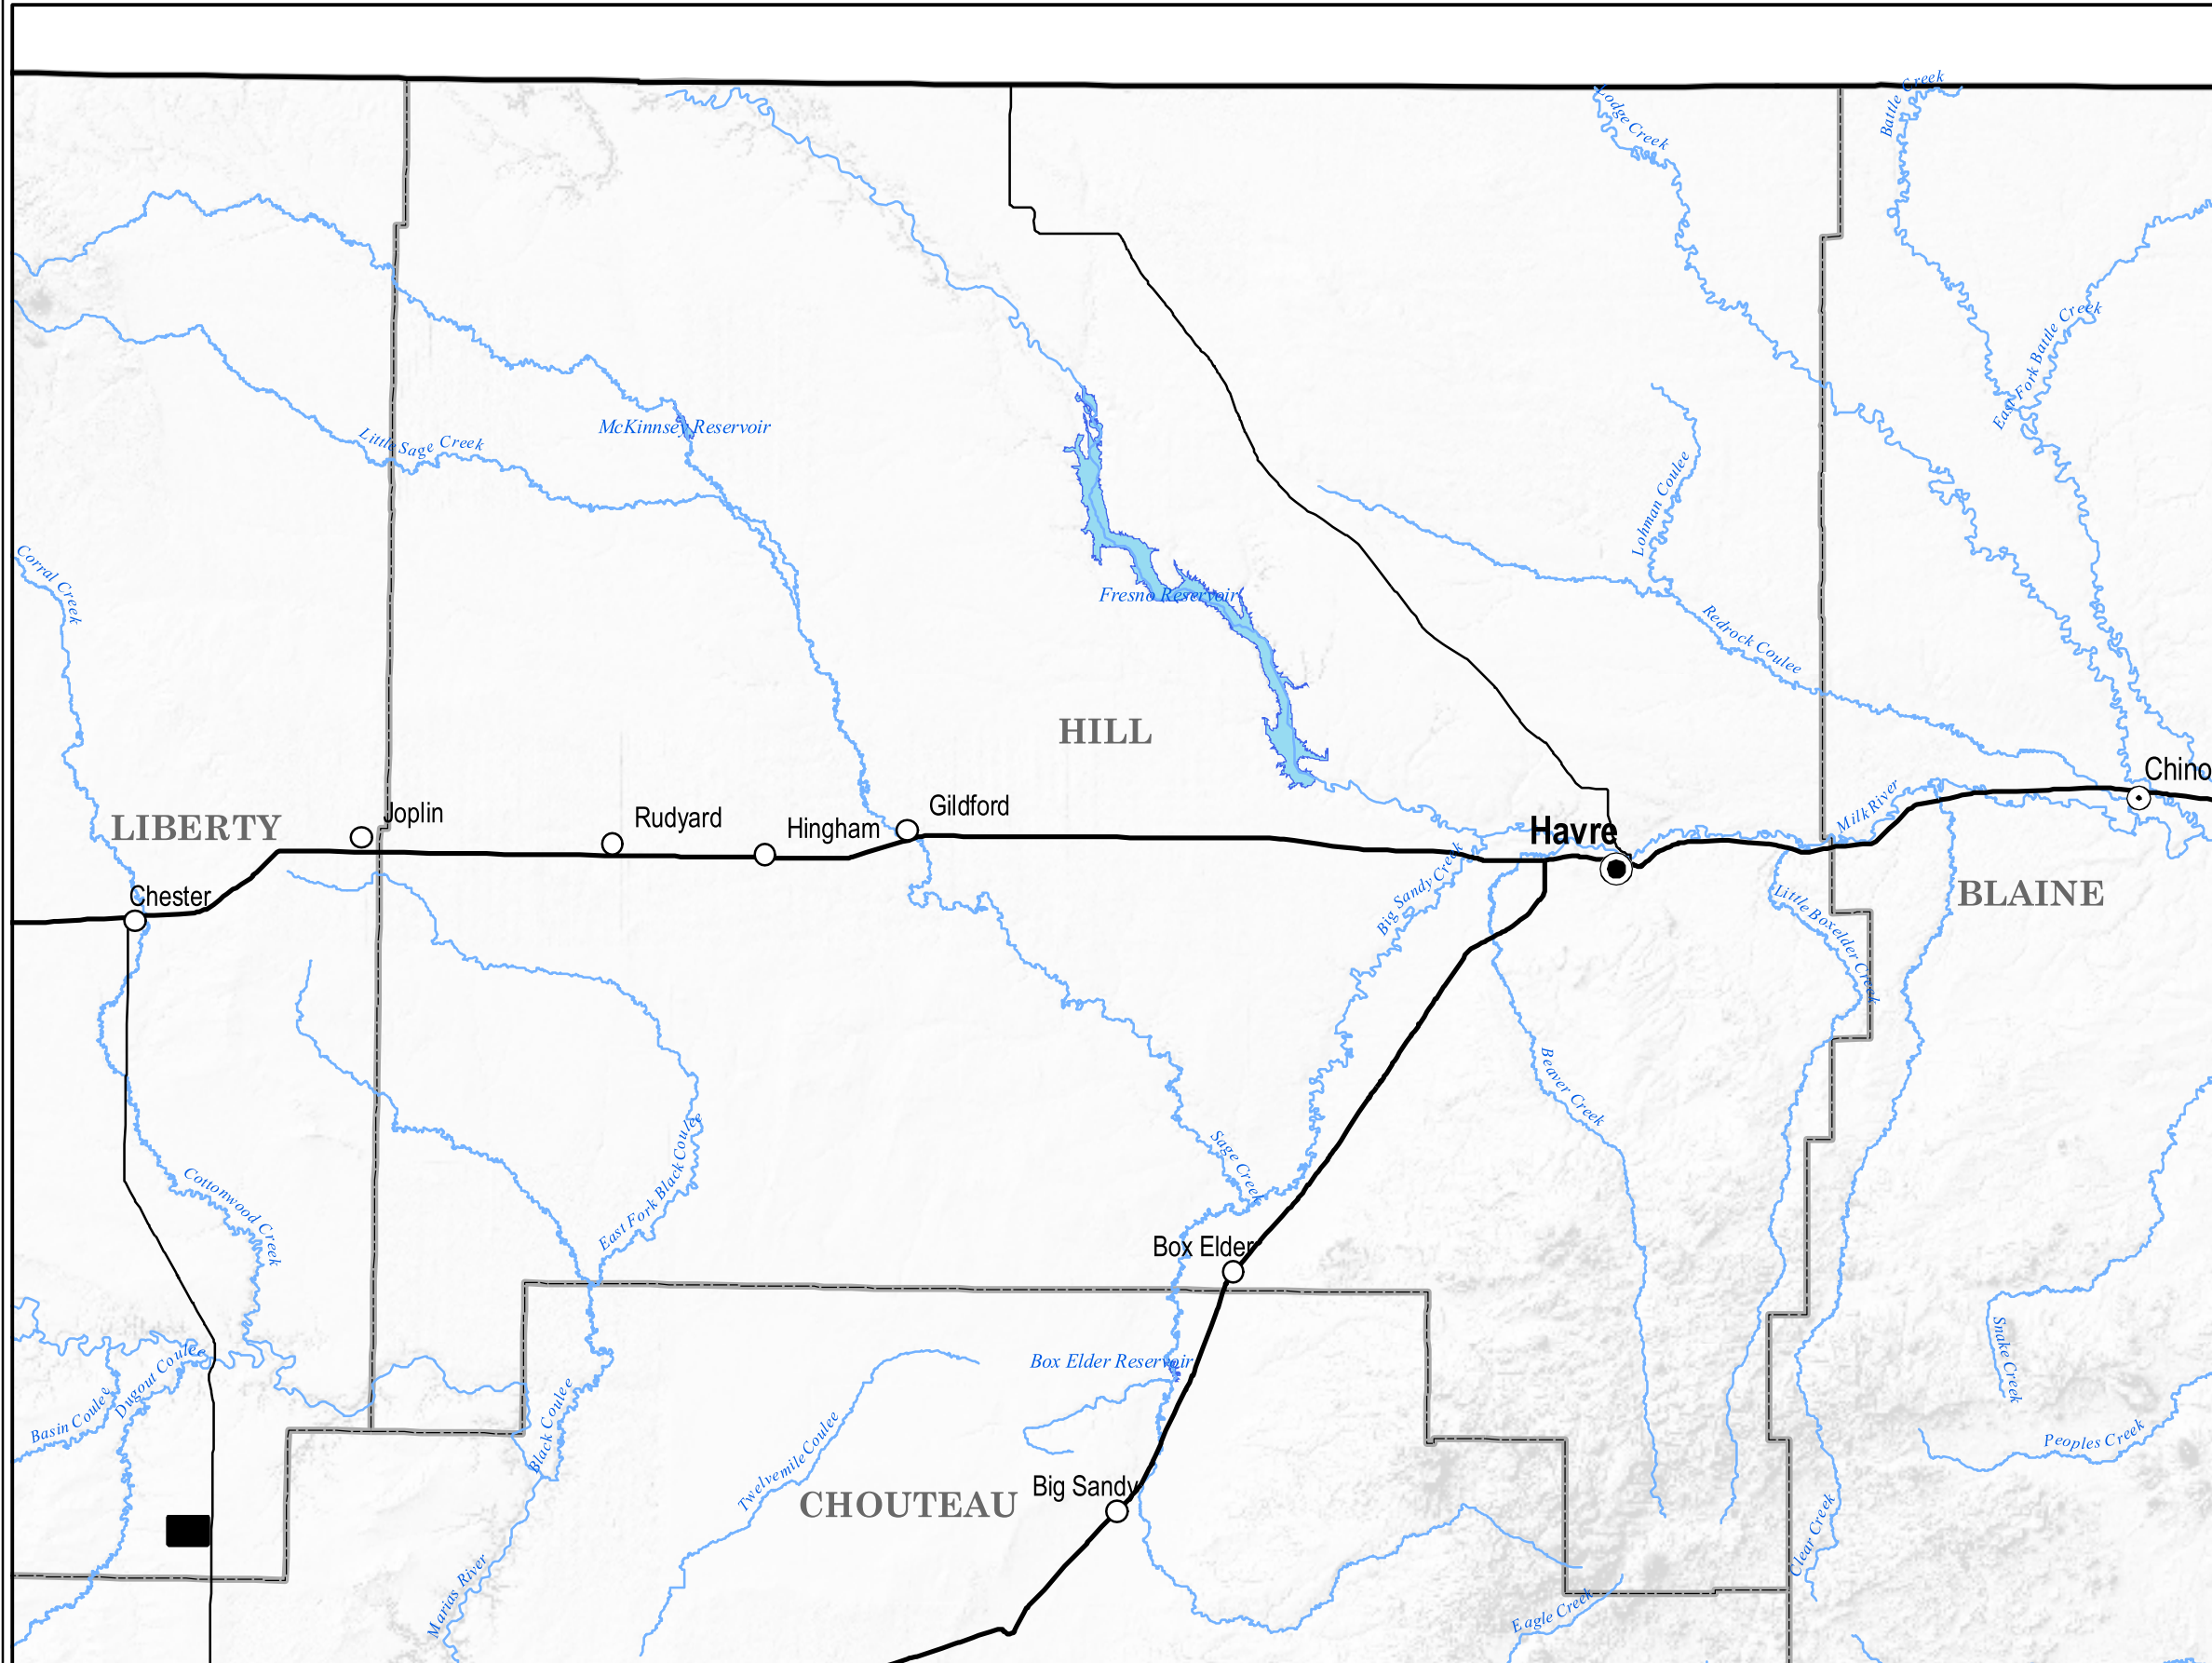 Battle Creek
Lodge Creek
East Fork Battle Creek
McKinnsey Reservoir
Little Sage Creek
Lohman Coulee
Corral Creek
Fresno Reservoir
Redrock Coulee
HILL
Chino
Milk River
Joplin
Rudyard
Hingham
Gildford
LIBERTY
Havre
Big Sandy Creek
Little Boxelder Creek
BLAINE
Chester
Beaver Creek
East Fork Black Coulee
Sage Creek
Cottonwood Creek
Box Elder
Box Elder Reservoir
Snake Creek
Dugout Coulee
Basin Coulee
Black Coulee
Twelvemile Coulee
Peoples Creek
Big Sandy
CHOUTEAU
Clear Creek
Marias River
Eagle Creek